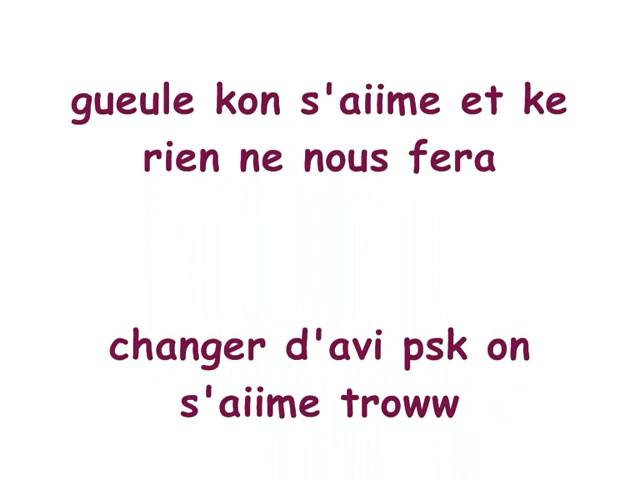 gueule kon s'aiime et ke
rien ne nous fera
changer d'avi psk on
s'aiime troww